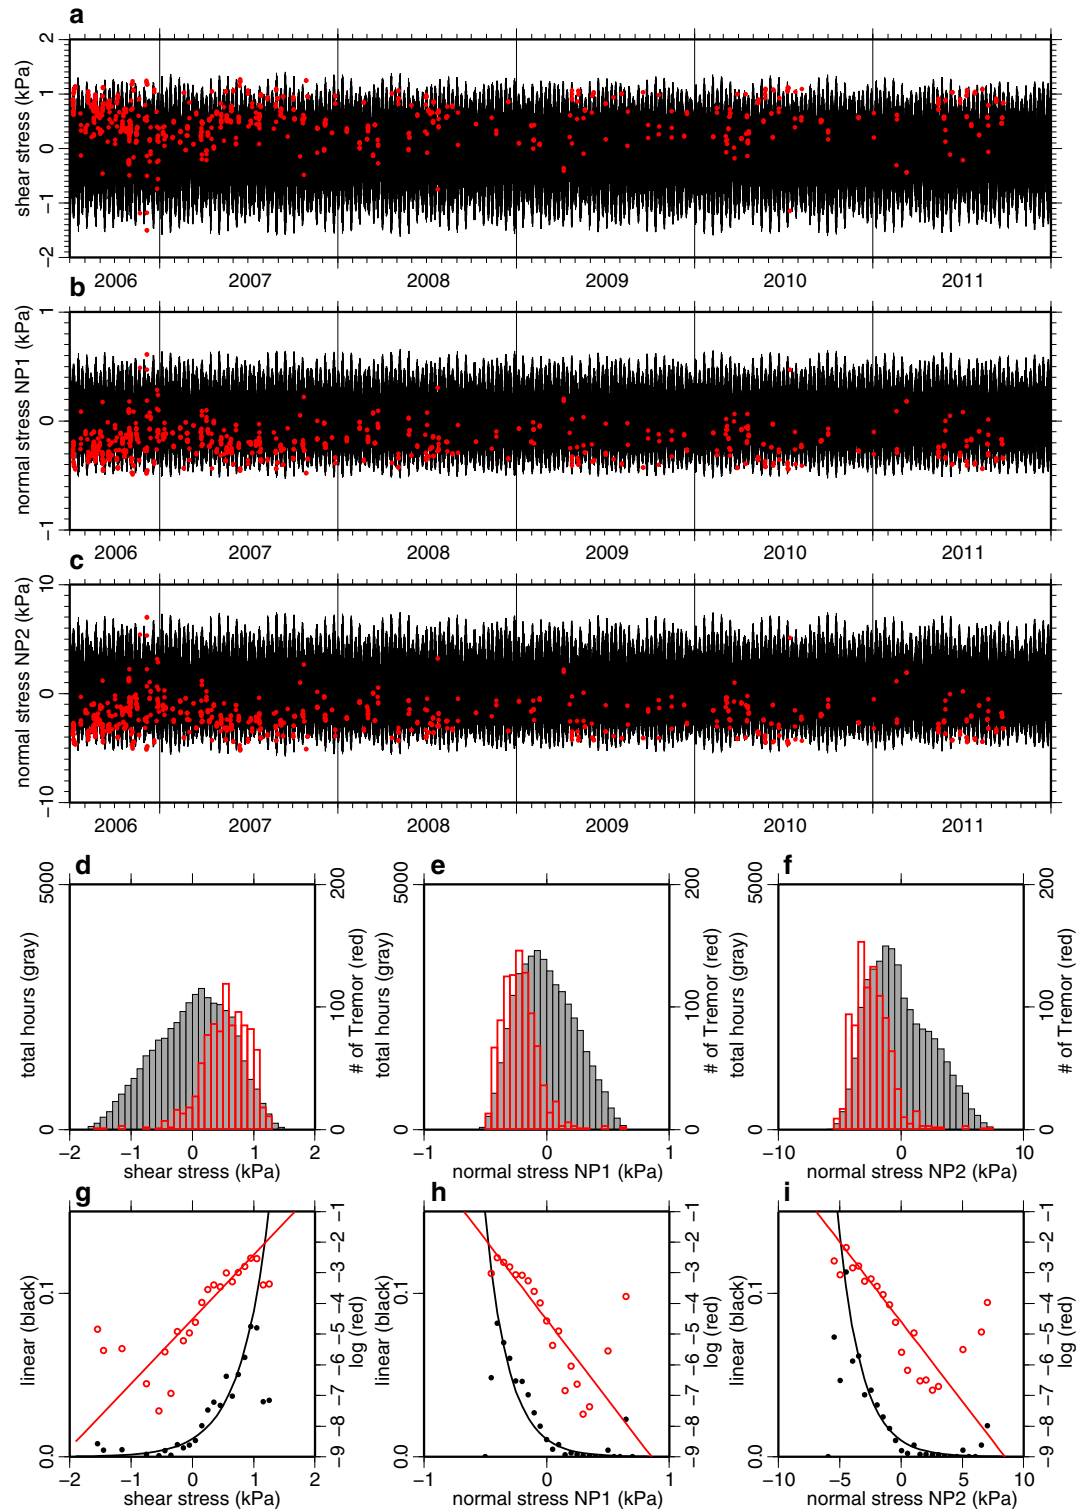 a
shear stress (kPa)
2
1
0
−1
−2
2006 2007 2008 2009 2010 2011
b
normal stress NP1 (kPa)
1
0
−1
2006 2007 2008 2009 2010 2011
c
normal stress NP2 (kPa)
10
0
−10
2006 2007 2008 2009 2010 2011
d
total hours (gray)
5000
0
# of Tremor (red)
200
100
0
−2 −1 0 1 2
shear stress (kPa)
e
total hours (gray)
5000
0
# of Tremor (red)
200
100
0
−1 0 1
normal stress NP1 (kPa)
f
total hours (gray)
5000
0
# of Tremor (red)
200
100
0
−10 0 10
normal stress NP2 (kPa)
g
linear (black)
0.1
0.0
log (red)
−9 −8 −7 −6 −5 −4 −3 −2 −1
−2 −1 0 1 2
shear stress (kPa)
h
linear (black)
0.1
0.0
log (red)
−9 −8 −7 −6 −5 −4 −3 −2 −1
−1 0 1
normal stress NP1 (kPa)
i
linear (black)
0.1
0.0
log (red)
−9 −8 −7 −6 −5 −4 −3 −2 −1
−10 −5 0 5 10
normal stress NP2 (kPa)